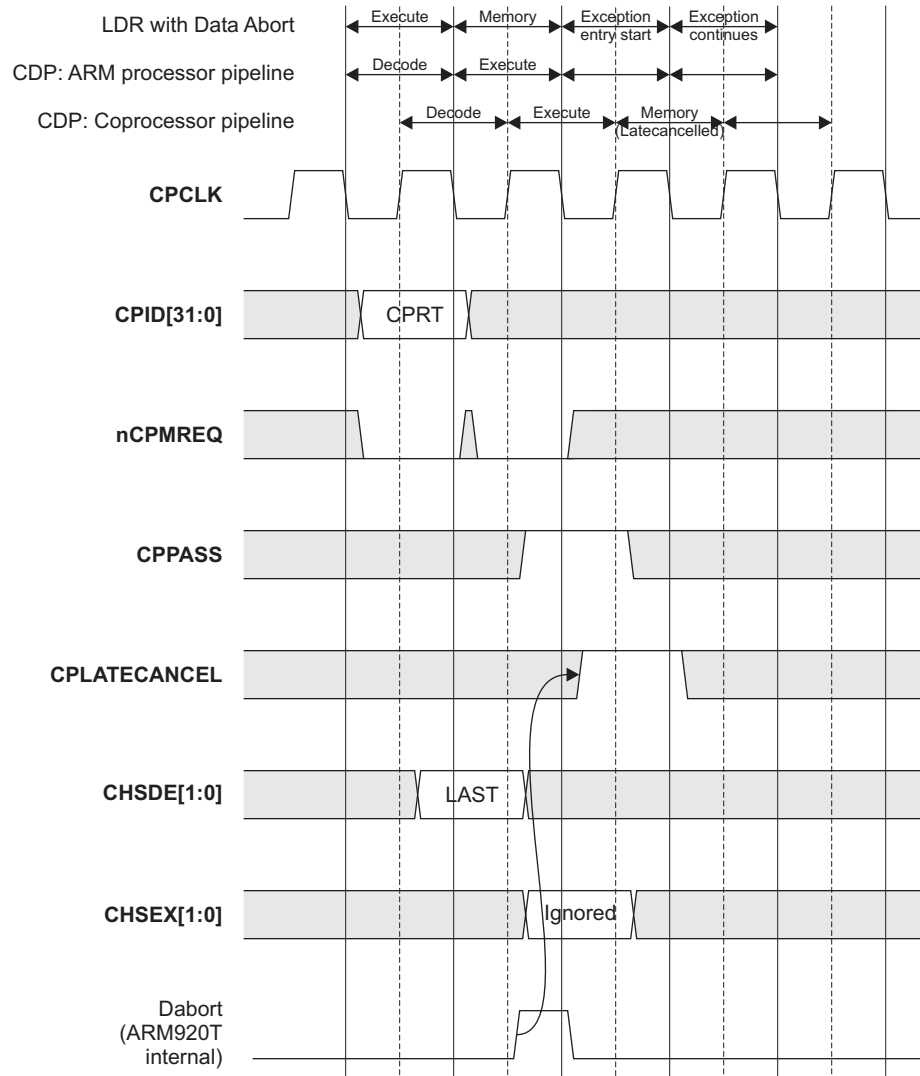 LDR with Data Abort
Execute
Memory
Exception
entry start
Exception
continues
CDP: ARM processor pipeline
Decode
Execute
CDP: Coprocessor pipeline
Decode
Execute
Memory
(Latecancelled)
CPCLK
CPID[31:0]
CPRT
nCPMREQ
CPPASS
CPLATECANCEL
CHSDE[1:0]
LAST
CHSEX[1:0]
Ignored
Dabort
(ARM920T
internal)